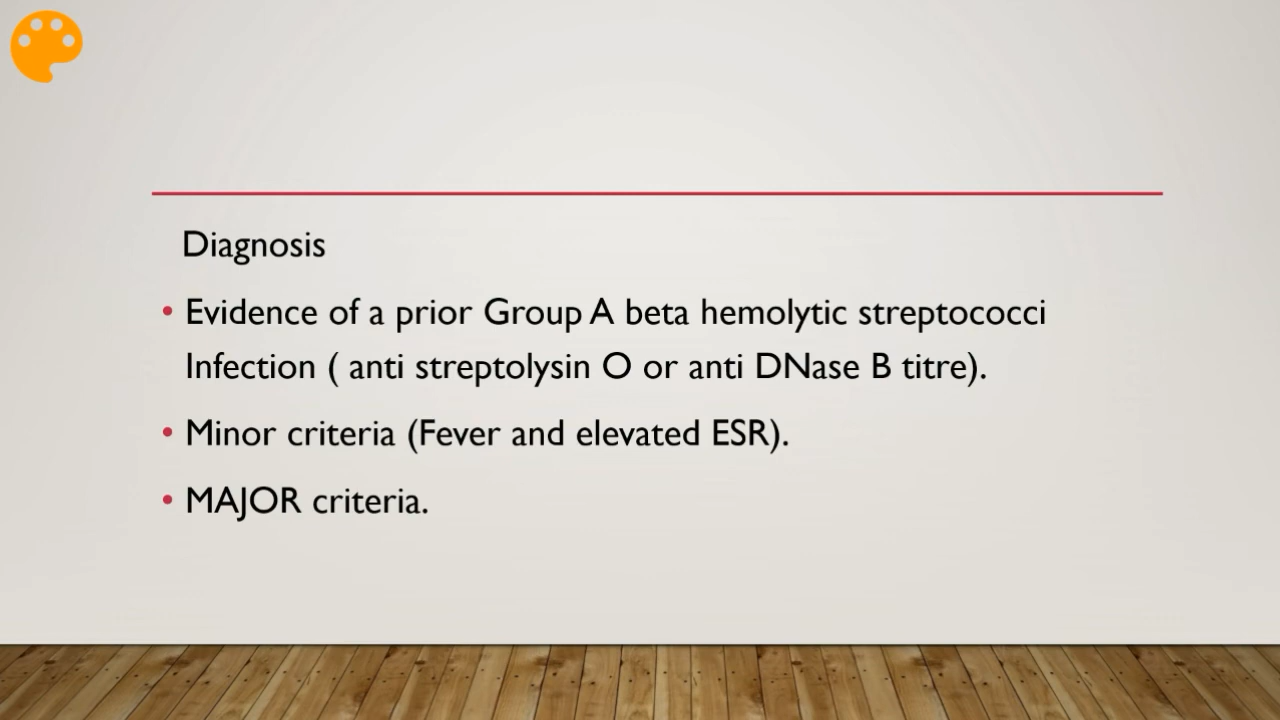 Diagnosis
• Evidence of a prior Group A beta hemolytic streptococci
Infection ( anti streptolysin O or anti DNase B titre).
• Minor criteria (Fever and elevated ESR).
• MAJOR criteria.